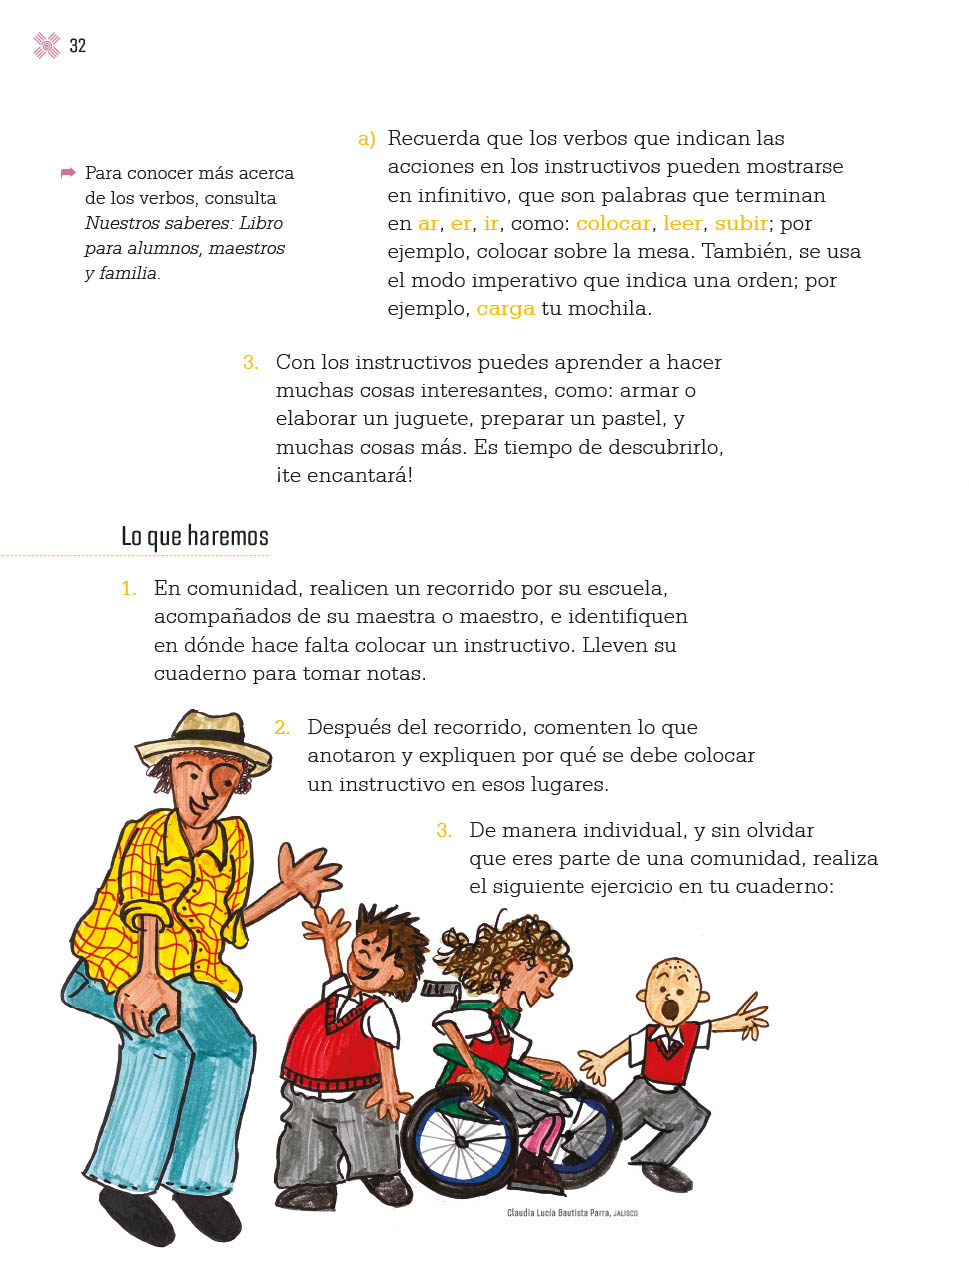 32
a) Recuerda que los verbos que indican las
acciones en los instructivos pueden mostrarse
en infinitivo, que son palabras que terminan
en ar, er, ir, como: colocar, leer, subir; por
ejemplo, colocar sobre la mesa. También, se usa
el modo imperativo que indica una orden; por
ejemplo, carga tu mochila.
Para conocer más acerca
de los verbos, consulta
Nuestros saberes: Libro
para alumnos, maestros
y familia.
3. Con los instructivos puedes aprender a hacer
muchas cosas interesantes, como: armar o
elaborar un juguete, preparar un pastel, y
muchas cosas más. Es tiempo de descubrirlo,
¡te encantará!
Lo que haremos
1. En comunidad, realicen un recorrido por su escuela,
acompañados de su maestra o maestro, e identifiquen
en dónde hace falta colocar un instructivo. Lleven su
cuaderno para tomar notas.
2. Después del recorrido, comenten lo que
anotaron y expliquen por qué se debe colocar
un instructivo en esos lugares.
3. De manera individual, y sin olvidar
que eres parte de una comunidad, realiza
el siguiente ejercicio en tu cuaderno:
Claudia Lucía Bautista Parra, JALISCO